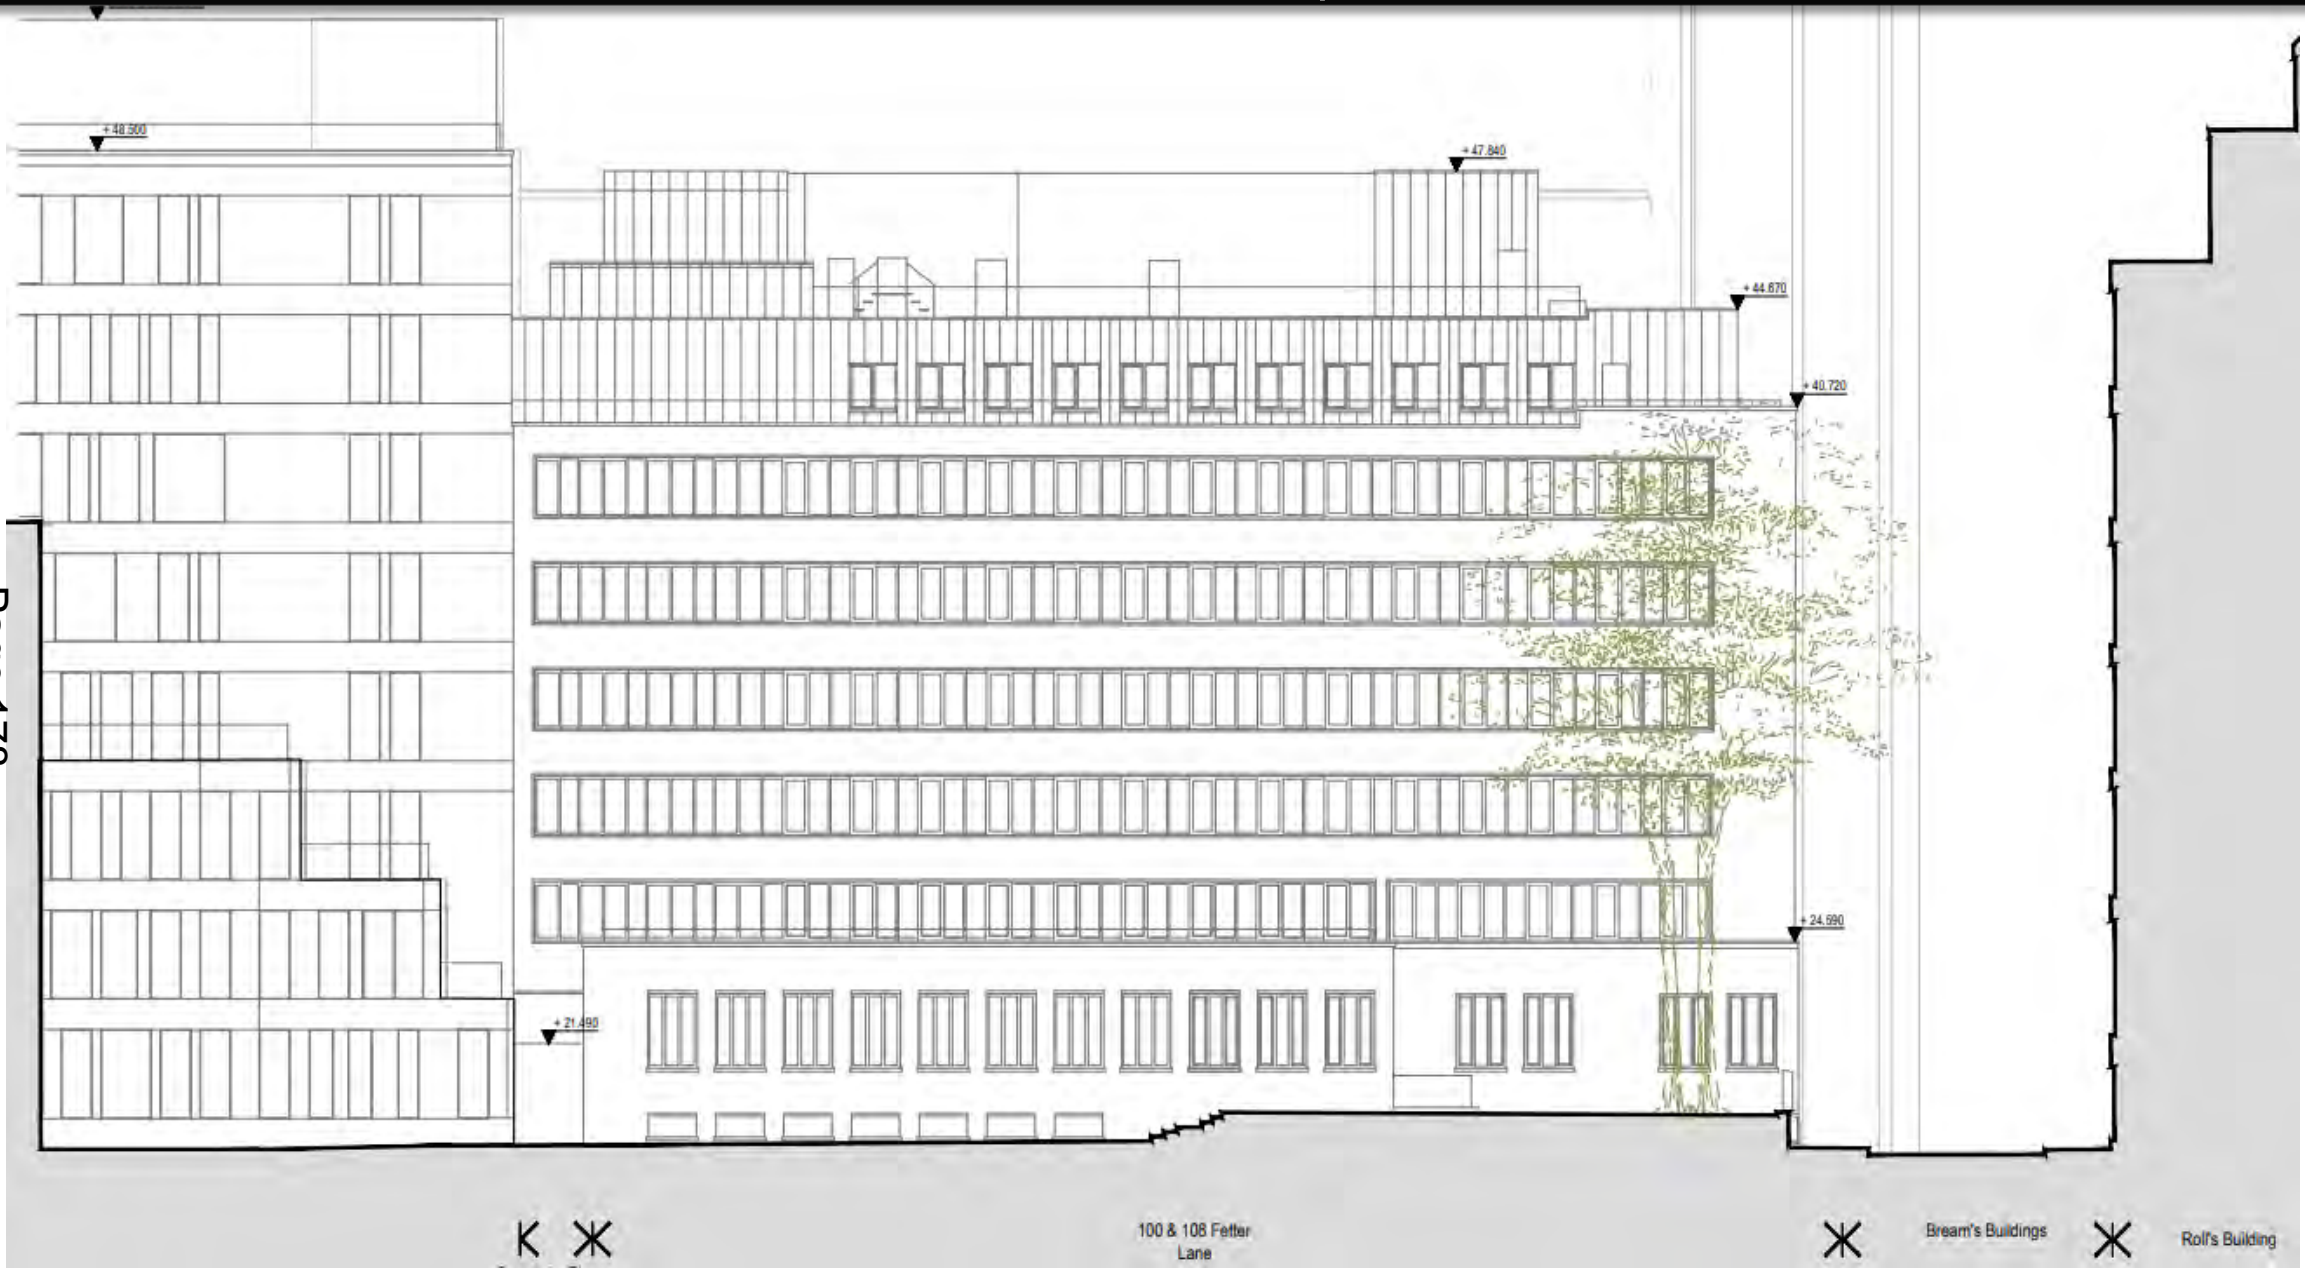 + 48.500
+ 47.840
+ 44.670
+ 40.720
+ 24.590
+ 21.490
100 & 108 Fetter
Lane
Bream's Buildings
Roll's Building